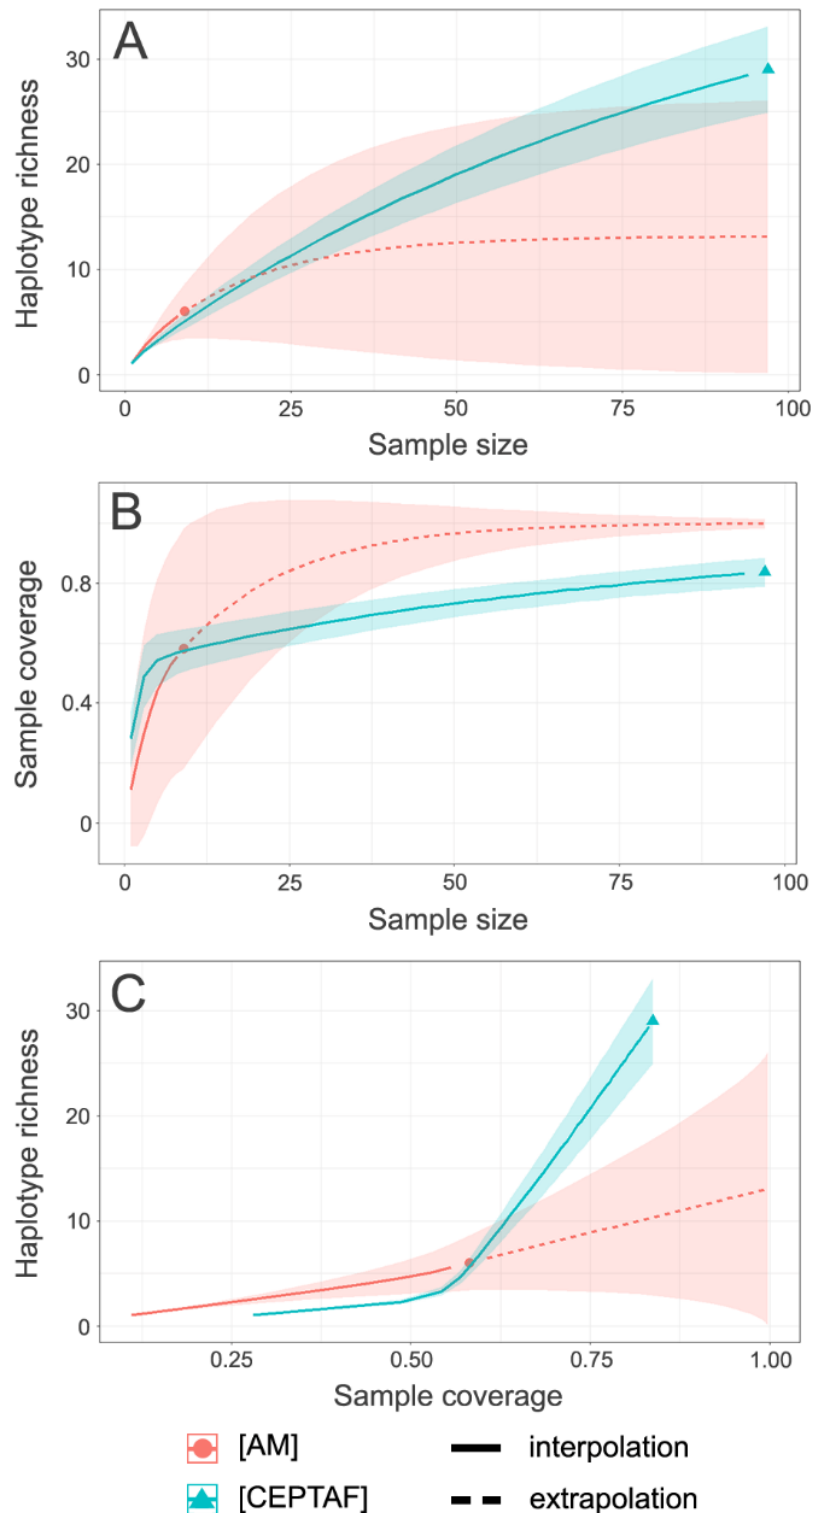 A
Haplotype richness
30
20
10
0
0 25 50 75 100
Sample size
B
Sample coverage
0.8
0.4
0
0 25 50 75 100
Sample size
C
Haplotype richness
30
20
10
0
0.25 0.50 0.75 1.00
Sample coverage
[AM] interpolation
[CEPTAF] extrapolation